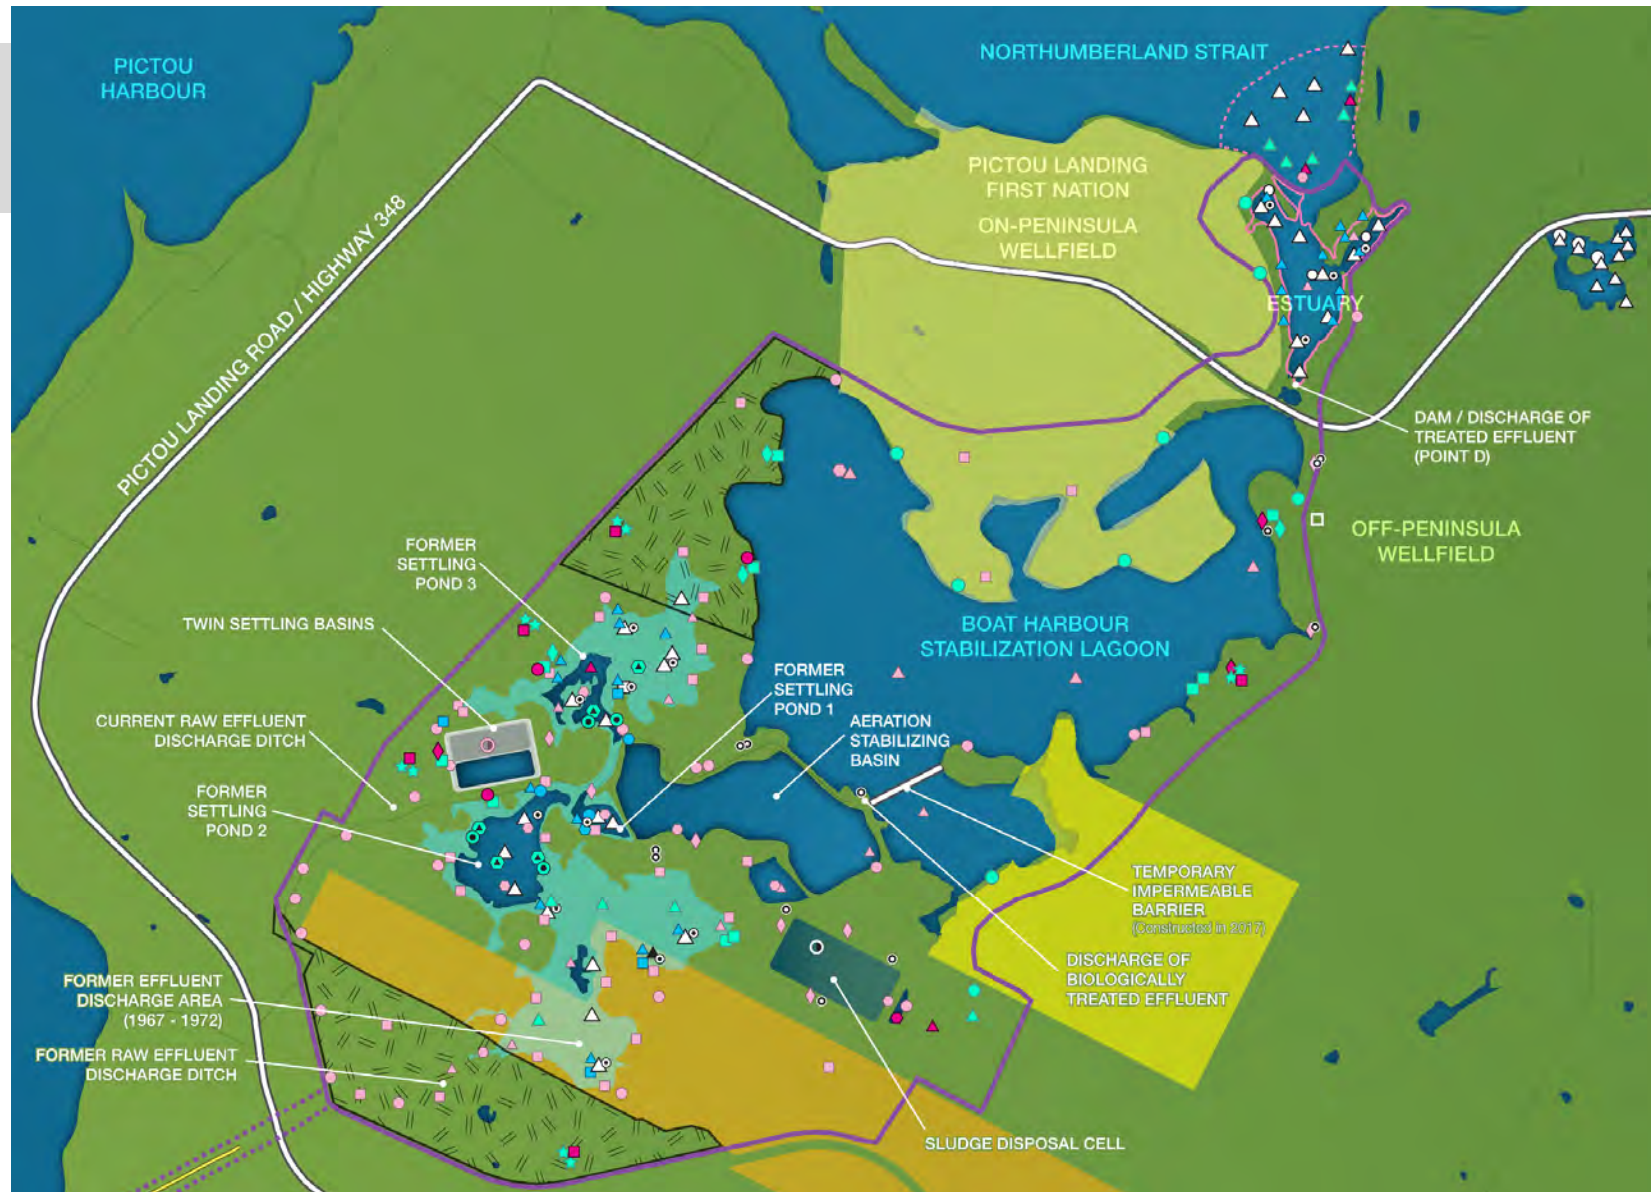 PICTOU
HARBOUR
NORTHUMBERLAND STRAIT
PICTOU LANDING
FIRST NATION
ON-PENINSULA
WELLFIELD
PICTOU LANDING ROAD / HIGHWAY 348
ESTUARY
DAM / DISCHARGE OF
TREATED EFFLUENT
(POINT D)
OFF-PENINSULA
WELLFIELD
FORMER
SETTLING
POND 3
TWIN SETTLING BASINS
BOAT HARBOUR
STABILIZATION LAGOON
FORMER
SETTLING
POND 1
CURRENT RAW EFFLUENT
DISCHARGE DITCH
AERATION
STABILIZING
BASIN
FORMER
SETTLING
POND 2
TEMPORARY
IMPERMEABLE
BARRIER
(Constructed in 2017)
DISCHARGE OF
BIOLOGICALLY
TREATED EFFLUENT
FORMER EFFLUENT
DISCHARGE AREA
(1967 - 1972)
FORMER RAW EFFLUENT
DISCHARGE DITCH
SLUDGE DISPOSAL CELL